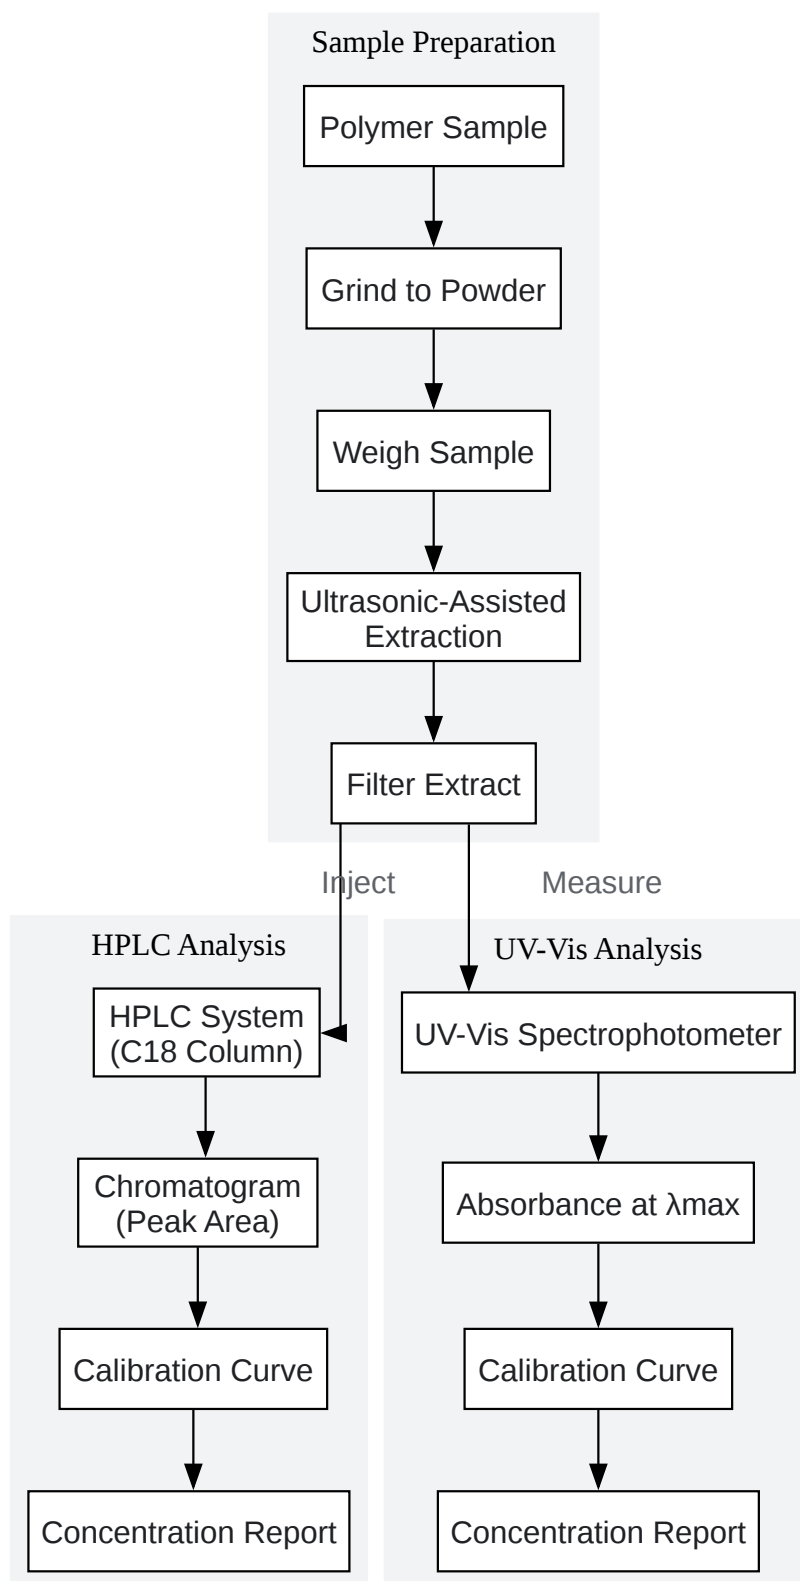 Sample Preparation
Polymer Sample
Grind to Powder
Weigh Sample
Ultrasonic-Assisted
Extraction
Filter Extract
Inject
Measure
HPLC Analysis
HPLC System
(C18 Column)
Chromatogram
(Peak Area)
Calibration Curve
Concentration Report
UV-Vis Analysis
UV-Vis Spectrophotometer
Absorbance at λmax
Calibration Curve
Concentration Report